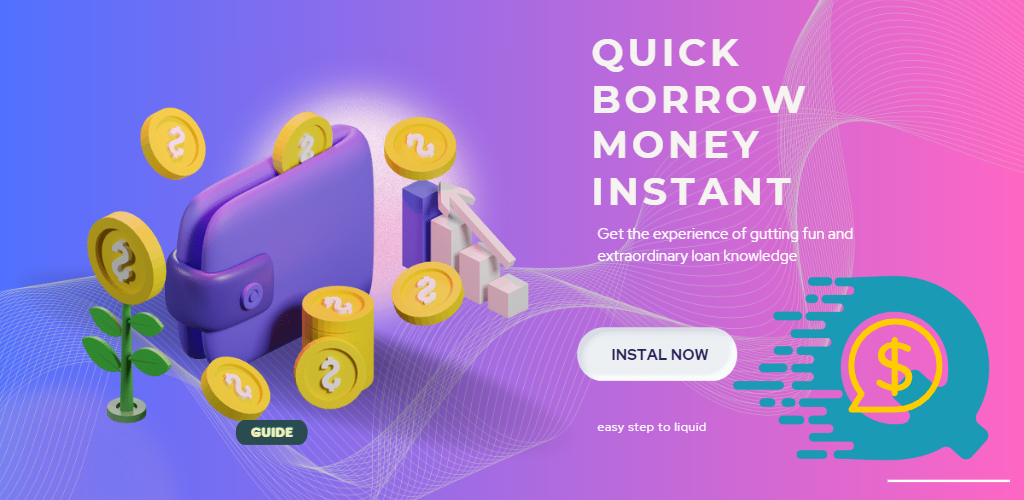 QUICK
BORROW
MONEY
INSTANT
Get the experience of gutting fun and
extraordinary loan knowledge
INSTAL NOW
easy step to liquid
GUIDE